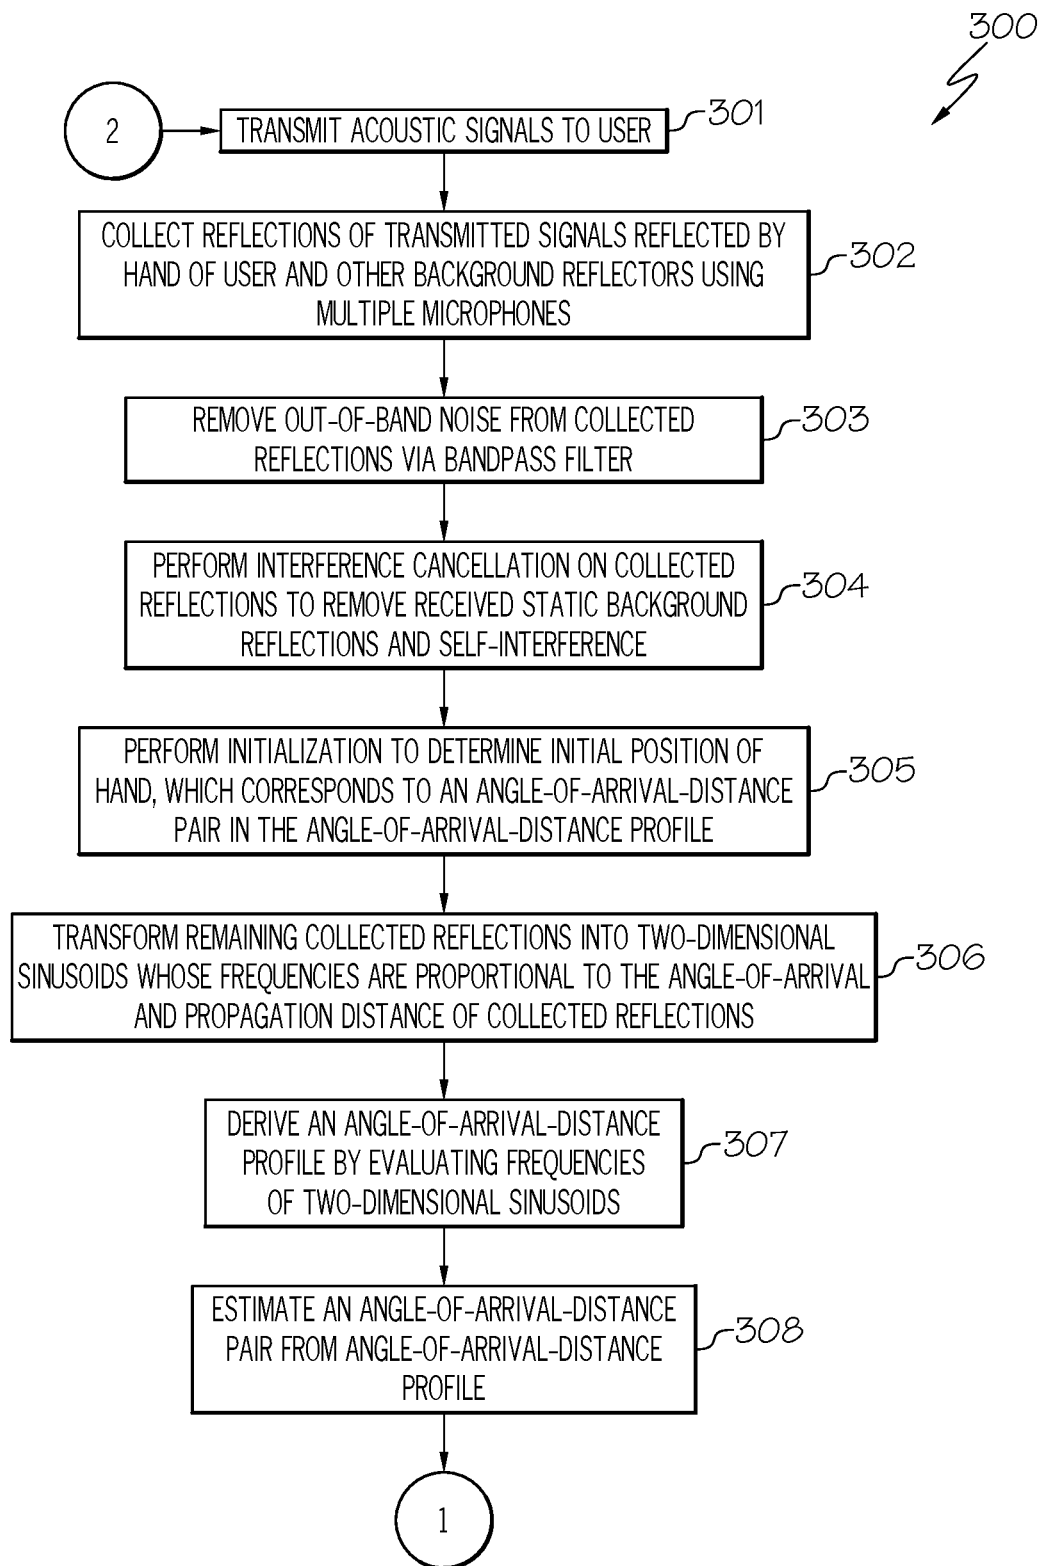 300
2
TRANSMIT ACOUSTIC SIGNALS TO USER
301
COLLECT REFLECTIONS OF TRANSMITTED SIGNALS REFLECTED BY
HAND OF USER AND OTHER BACKGROUND REFLECTORS USING
MULTIPLE MICROPHONES
302
REMOVE OUT-OF-BAND NOISE FROM COLLECTED
REFLECTIONS VIA BANDPASS FILTER
303
PERFORM INTERFERENCE CANCELLATION ON COLLECTED
REFLECTIONS TO REMOVE RECEIVED STATIC BACKGROUND
REFLECTIONS AND SELF-INTERFERENCE
304
PERFORM INITIALIZATION TO DETERMINE INITIAL POSITION OF
HAND, WHICH CORRESPONDS TO AN ANGLE-OF-ARRIVAL-DISTANCE
PAIR IN THE ANGLE-OF-ARRIVAL-DISTANCE PROFILE
305
TRANSFORM REMAINING COLLECTED REFLECTIONS INTO TWO-DIMENSIONAL
SINUSOIDS WHOSE FREQUENCIES ARE PROPORTIONAL TO THE ANGLE-OF-ARRIVAL
AND PROPAGATION DISTANCE OF COLLECTED REFLECTIONS
306
DERIVE AN ANGLE-OF-ARRIVAL-DISTANCE
PROFILE BY EVALUATING FREQUENCIES
OF TWO-DIMENSIONAL SINUSOIDS
307
ESTIMATE AN ANGLE-OF-ARRIVAL-DISTANCE
PAIR FROM ANGLE-OF-ARRIVAL-DISTANCE
PROFILE
308
1